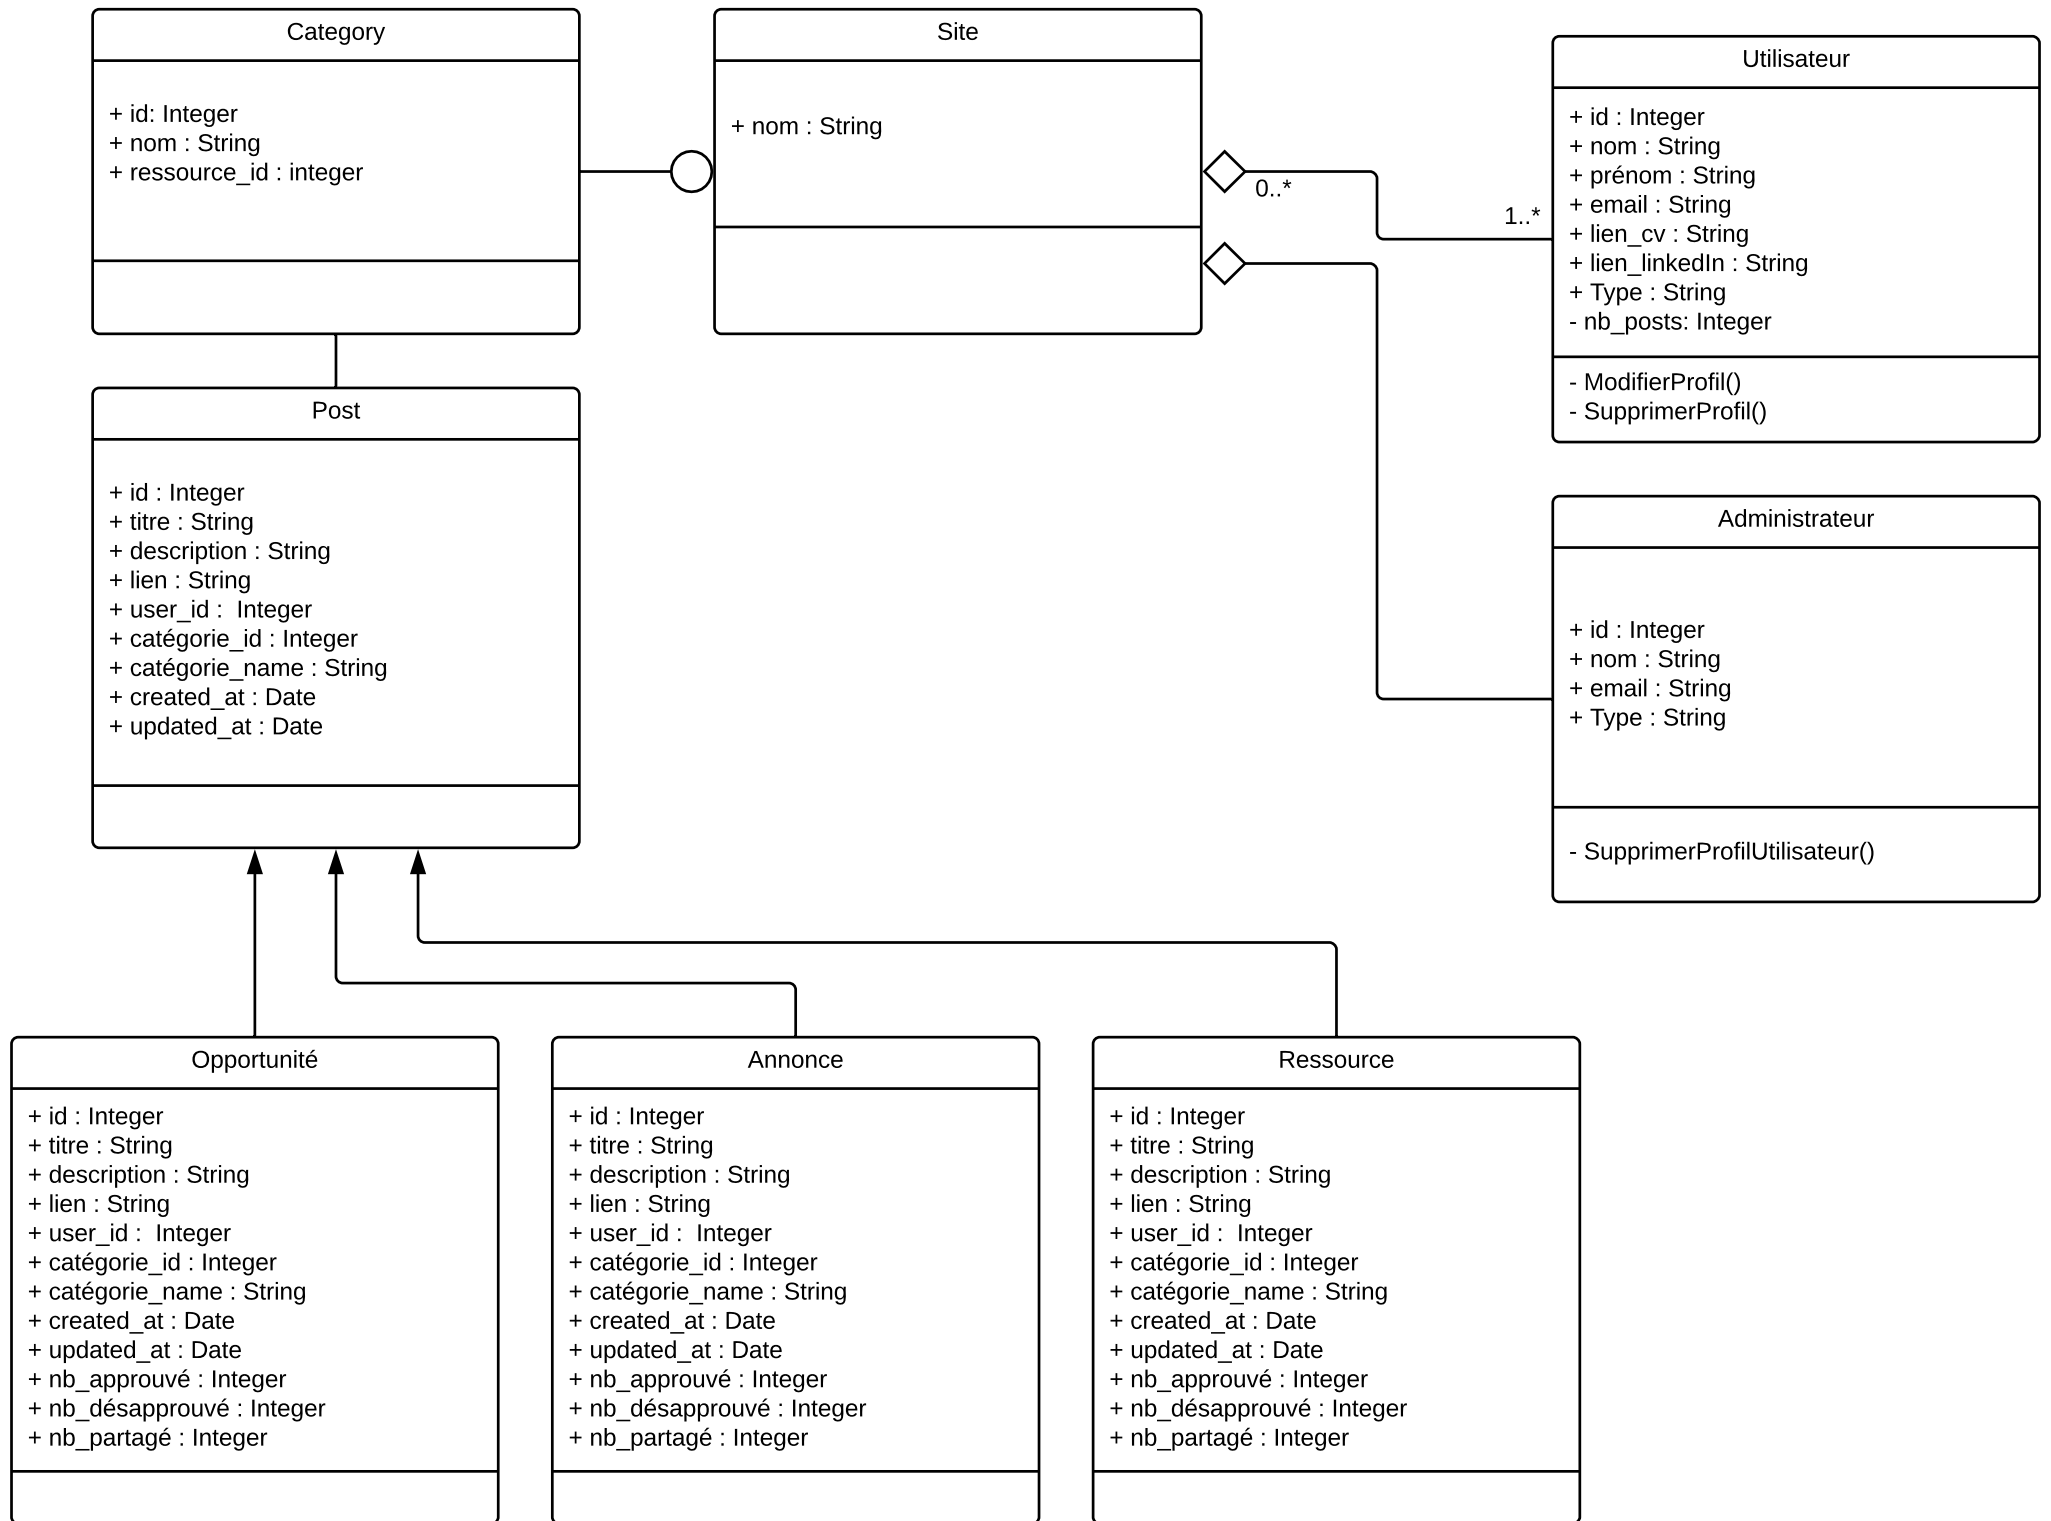 Category
+ id: Integer
+ nom : String
+ ressource_id : integer
Site
+ nom : String
0..*
1..*
Utilisateur
+ id : Integer
+ nom : String
+ prénom : String
+ email : String
+ lien_cv : String
+ lien_linkedIn : String
+ Type : String
- nb_posts: Integer
- ModifierProfil()
- SupprimerProfil()
Post
+ id : Integer
+ titre : String
+ description : String
+ lien : String
+ user_id :  Integer
+ catégorie_id : Integer
+ catégorie_name : String
+ created_at : Date
+ updated_at : Date
Administrateur
+ id : Integer
+ nom : String
+ email : String
+ Type : String
- SupprimerProfilUtilisateur()
Opportunité
+ id : Integer
+ titre : String
+ description : String
+ lien : String
+ user_id :  Integer
+ catégorie_id : Integer
+ catégorie_name : String
+ created_at : Date
+ updated_at : Date
+ nb_approuvé : Integer
+ nb_désapprouvé : Integer
+ nb_partagé : Integer
Annonce
+ id : Integer
+ titre : String
+ description : String
+ lien : String
+ user_id :  Integer
+ catégorie_id : Integer
+ catégorie_name : String
+ created_at : Date
+ updated_at : Date
+ nb_approuvé : Integer
+ nb_désapprouvé : Integer
+ nb_partagé : Integer
Ressource
+ id : Integer
+ titre : String
+ description : String
+ lien : String
+ user_id :  Integer
+ catégorie_id : Integer
+ catégorie_name : String
+ created_at : Date
+ updated_at : Date
+ nb_approuvé : Integer
+ nb_désapprouvé : Integer
+ nb_partagé : Integer